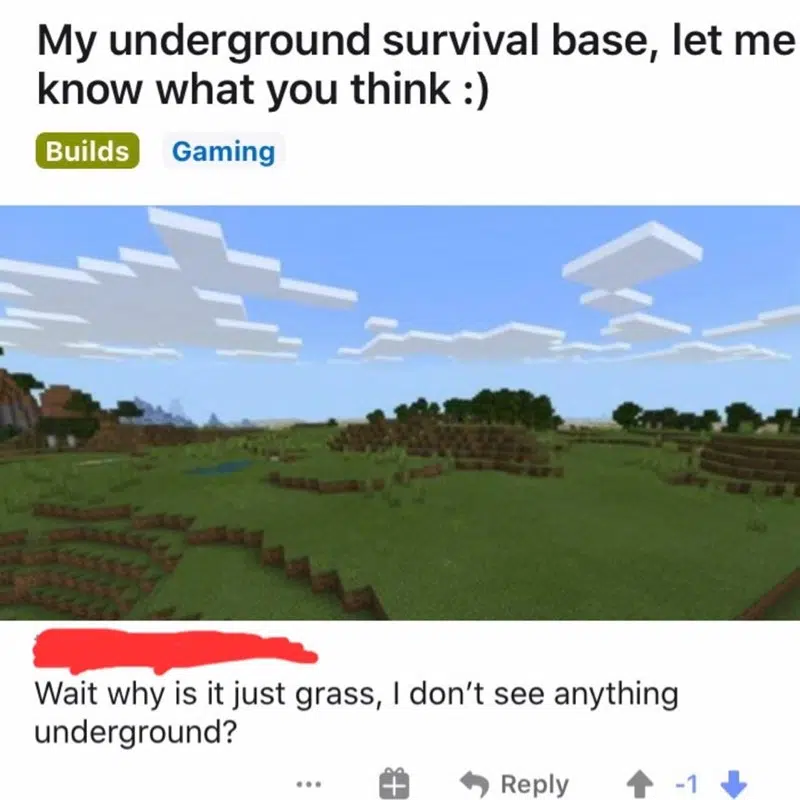 My underground survival base, let me
know what you think :)
Builds Gaming
Wait why is it just grass, I don't see anything
underground?
... Reply -1